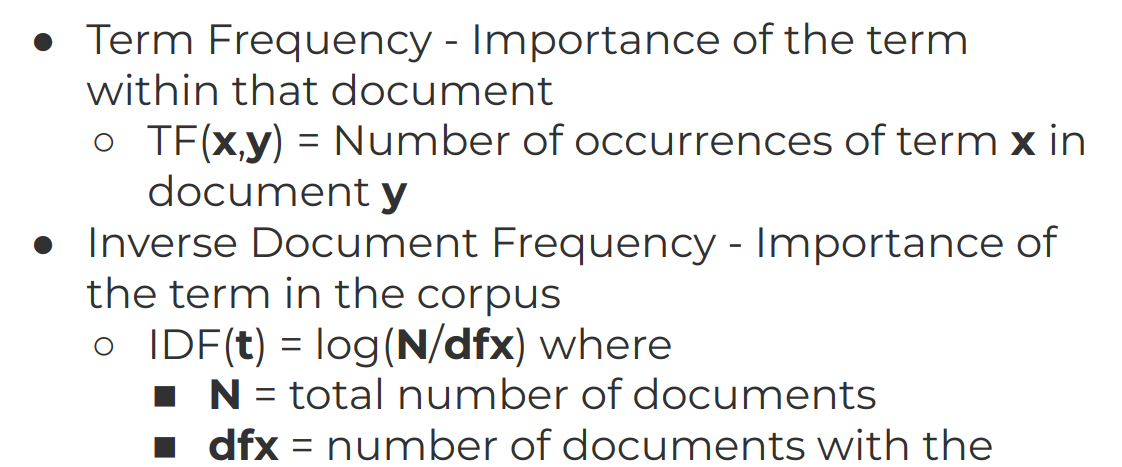 ● Term Frequency - Importance of the term
within that document
○ TF(x,y) = Number of occurrences of term x in
document y
● Inverse Document Frequency - Importance of
the term in the corpus
○ IDF(t) = log(N/dfx) where
■ N = total number of documents
■ dfx = number of documents with the